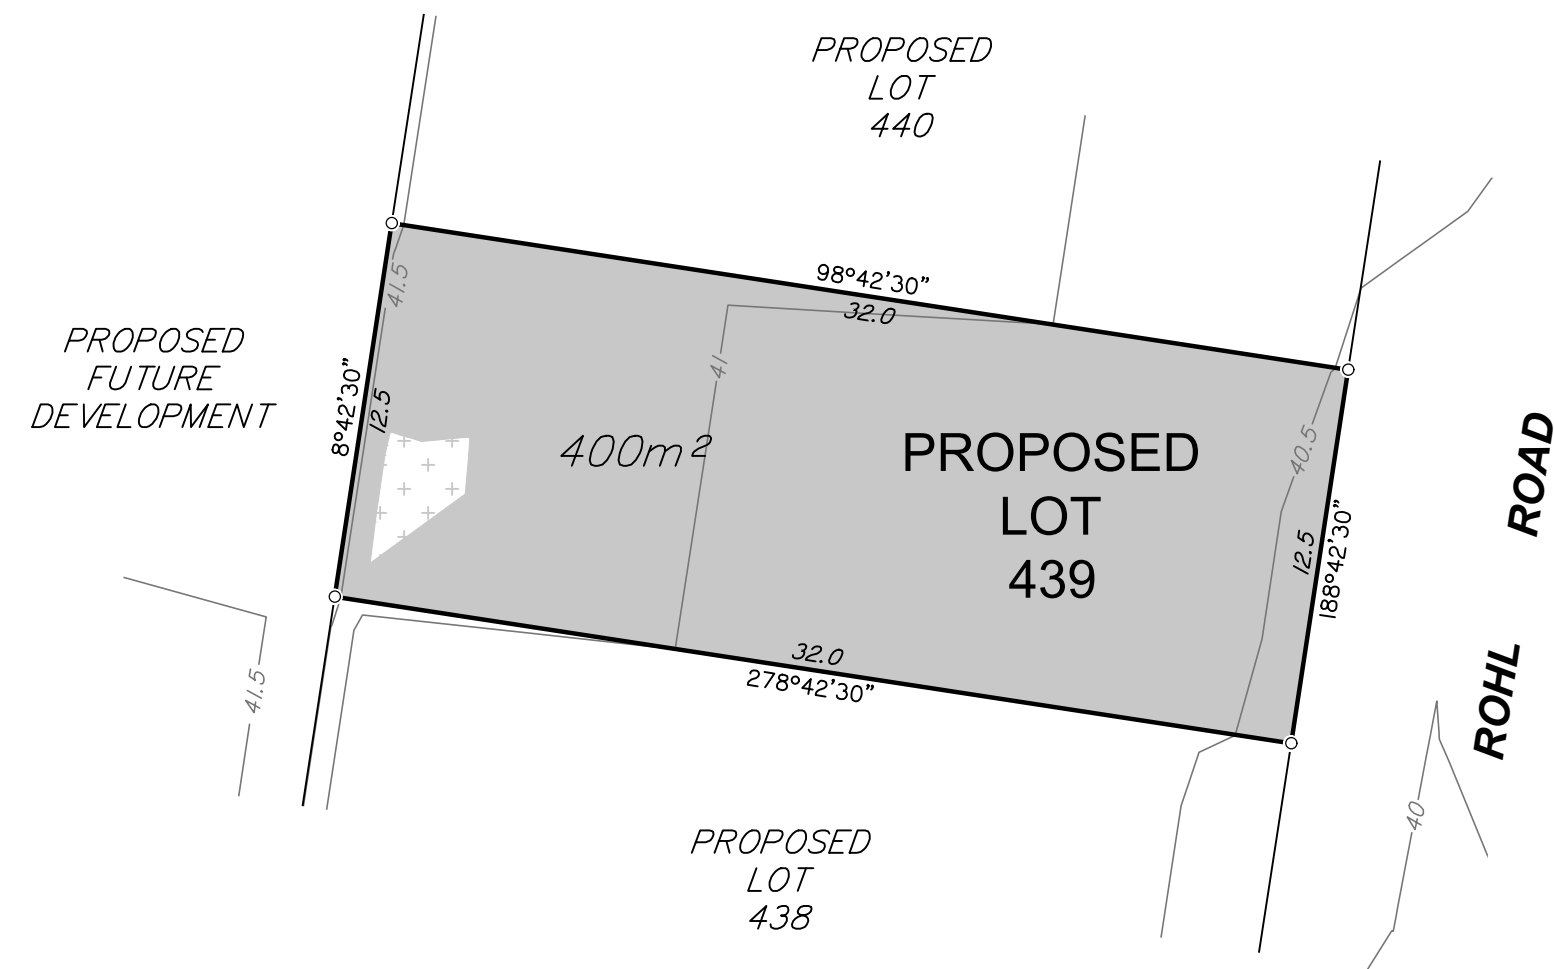 PROPOSED
LOT
440
98°42'30"
32.0
41.5
41
PROPOSED
FUTURE
DEVELOPMENT
8°42'30"
12.5
400m²
PROPOSED
LOT
439
40.5
12.5
188°42'30"
ROHL ROAD
32.0
278°42'30"
41.5
40
PROPOSED
LOT
438